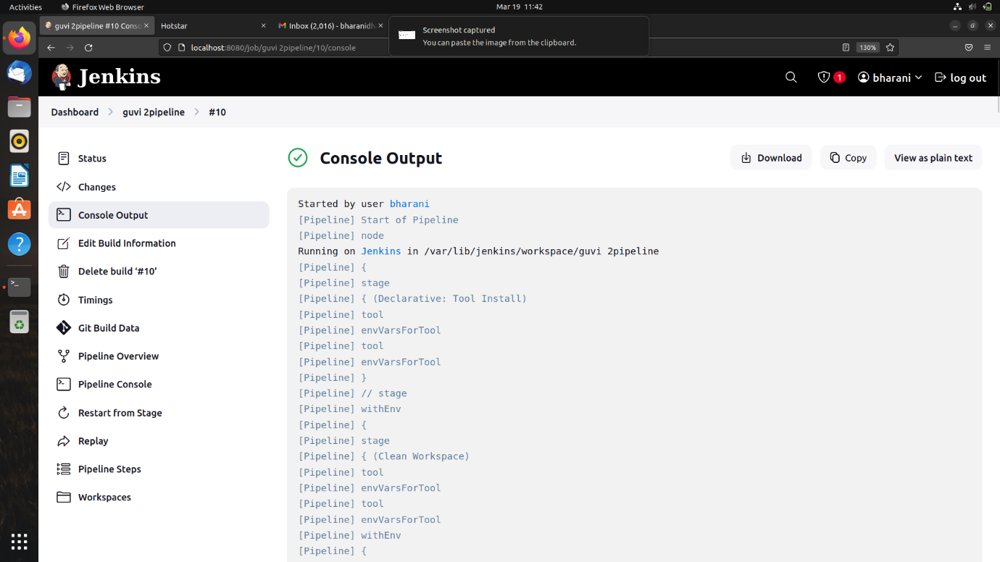 Activities
Firefox Web Browser
Mar 19 11:42
guvi 2pipeline #10 Conso
Hotstar
Inbox (2,016) - bharanidh
Screenshot captured
You can paste the image from the clipboard.
localhost:8080/job/guvi 2pipeline/10/console
130%
Jenkins
1
bharani
log out
Dashboard
guvi 2pipeline
#10
Status
Changes
Console Output
Edit Build Information
Delete build ‘#10’
Timings
Git Build Data
Pipeline Overview
Pipeline Console
Restart from Stage
Replay
Pipeline Steps
Workspaces
Console Output
Download
Copy
View as plain text
Started by user bharani
[Pipeline] Start of Pipeline
[Pipeline] node
Running on Jenkins in /var/lib/jenkins/workspace/guvi 2pipeline
[Pipeline] {
[Pipeline] stage
[Pipeline] { (Declarative: Tool Install)
[Pipeline] tool
[Pipeline] envVarsForTool
[Pipeline] tool
[Pipeline] envVarsForTool
[Pipeline] }
[Pipeline] // stage
[Pipeline] withEnv
[Pipeline] {
[Pipeline] stage
[Pipeline] { (Clean Workspace)
[Pipeline] tool
[Pipeline] envVarsForTool
[Pipeline] tool
[Pipeline] envVarsForTool
[Pipeline] withEnv
[Pipeline] {